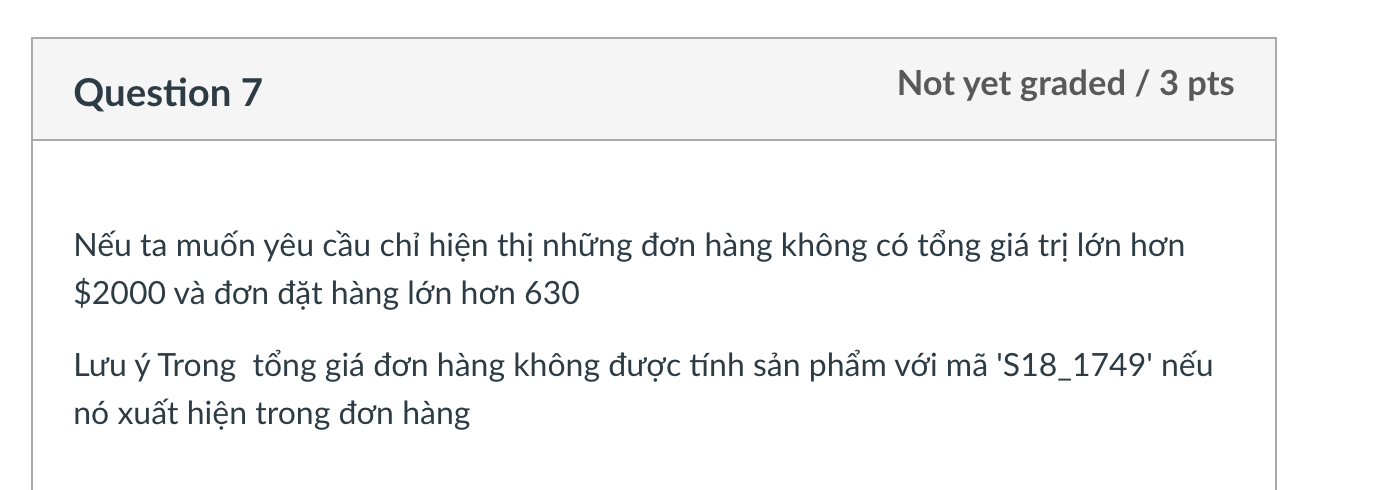 Question 7
Not yet graded / 3 pts
Nếu ta muốn yêu cầu chỉ hiện thị những đơn hàng không có tổng giá trị lớn hơn
$2000 và đơn đặt hàng lớn hơn 630
Lưu ý Trong  tổng giá đơn hàng không được tính sản phẩm với mã 'S18_1749' nếu
nó xuất hiện trong đơn hàng